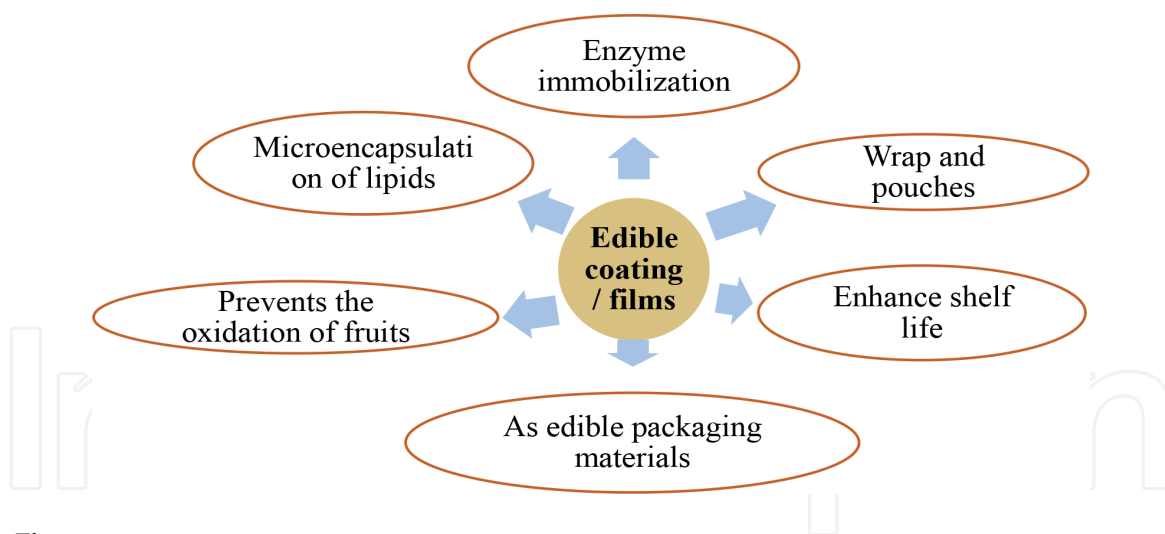 Enzyme
immobilization
Microencapsulati
on of lipids
Wrap and
pouches
Edible
coating
/ films
Prevents the
oxidation of fruits
Enhance shelf
life
As edible packaging
materials